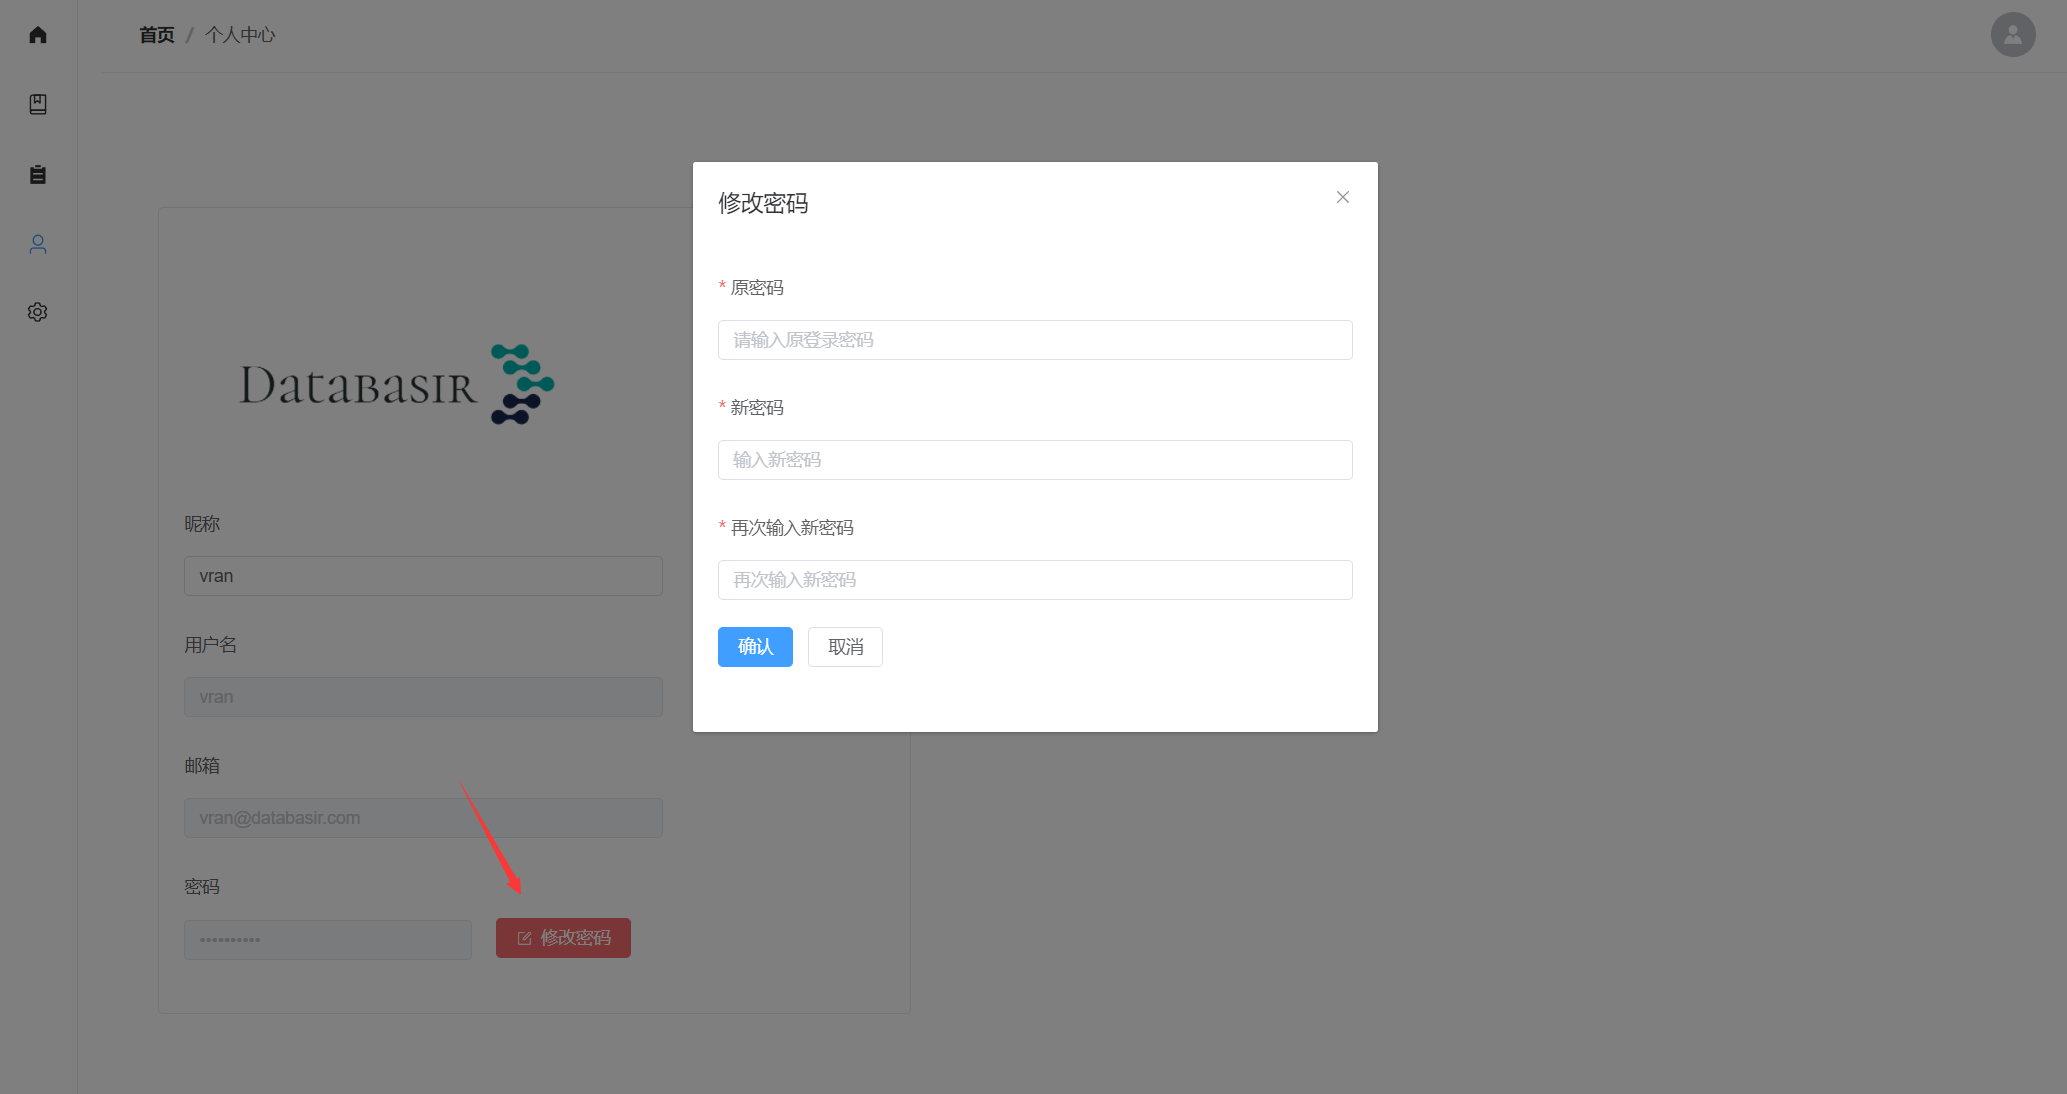 首页 / 个人中心
DATABASIR
昵称
vran
用户名
vran
邮箱
vran@databasir.com
密码
••••••••••
修改密码
修改密码
* 原密码
请输入原登录密码
* 新密码
输入新密码
* 再次输入新密码
再次输入新密码
确认 取消